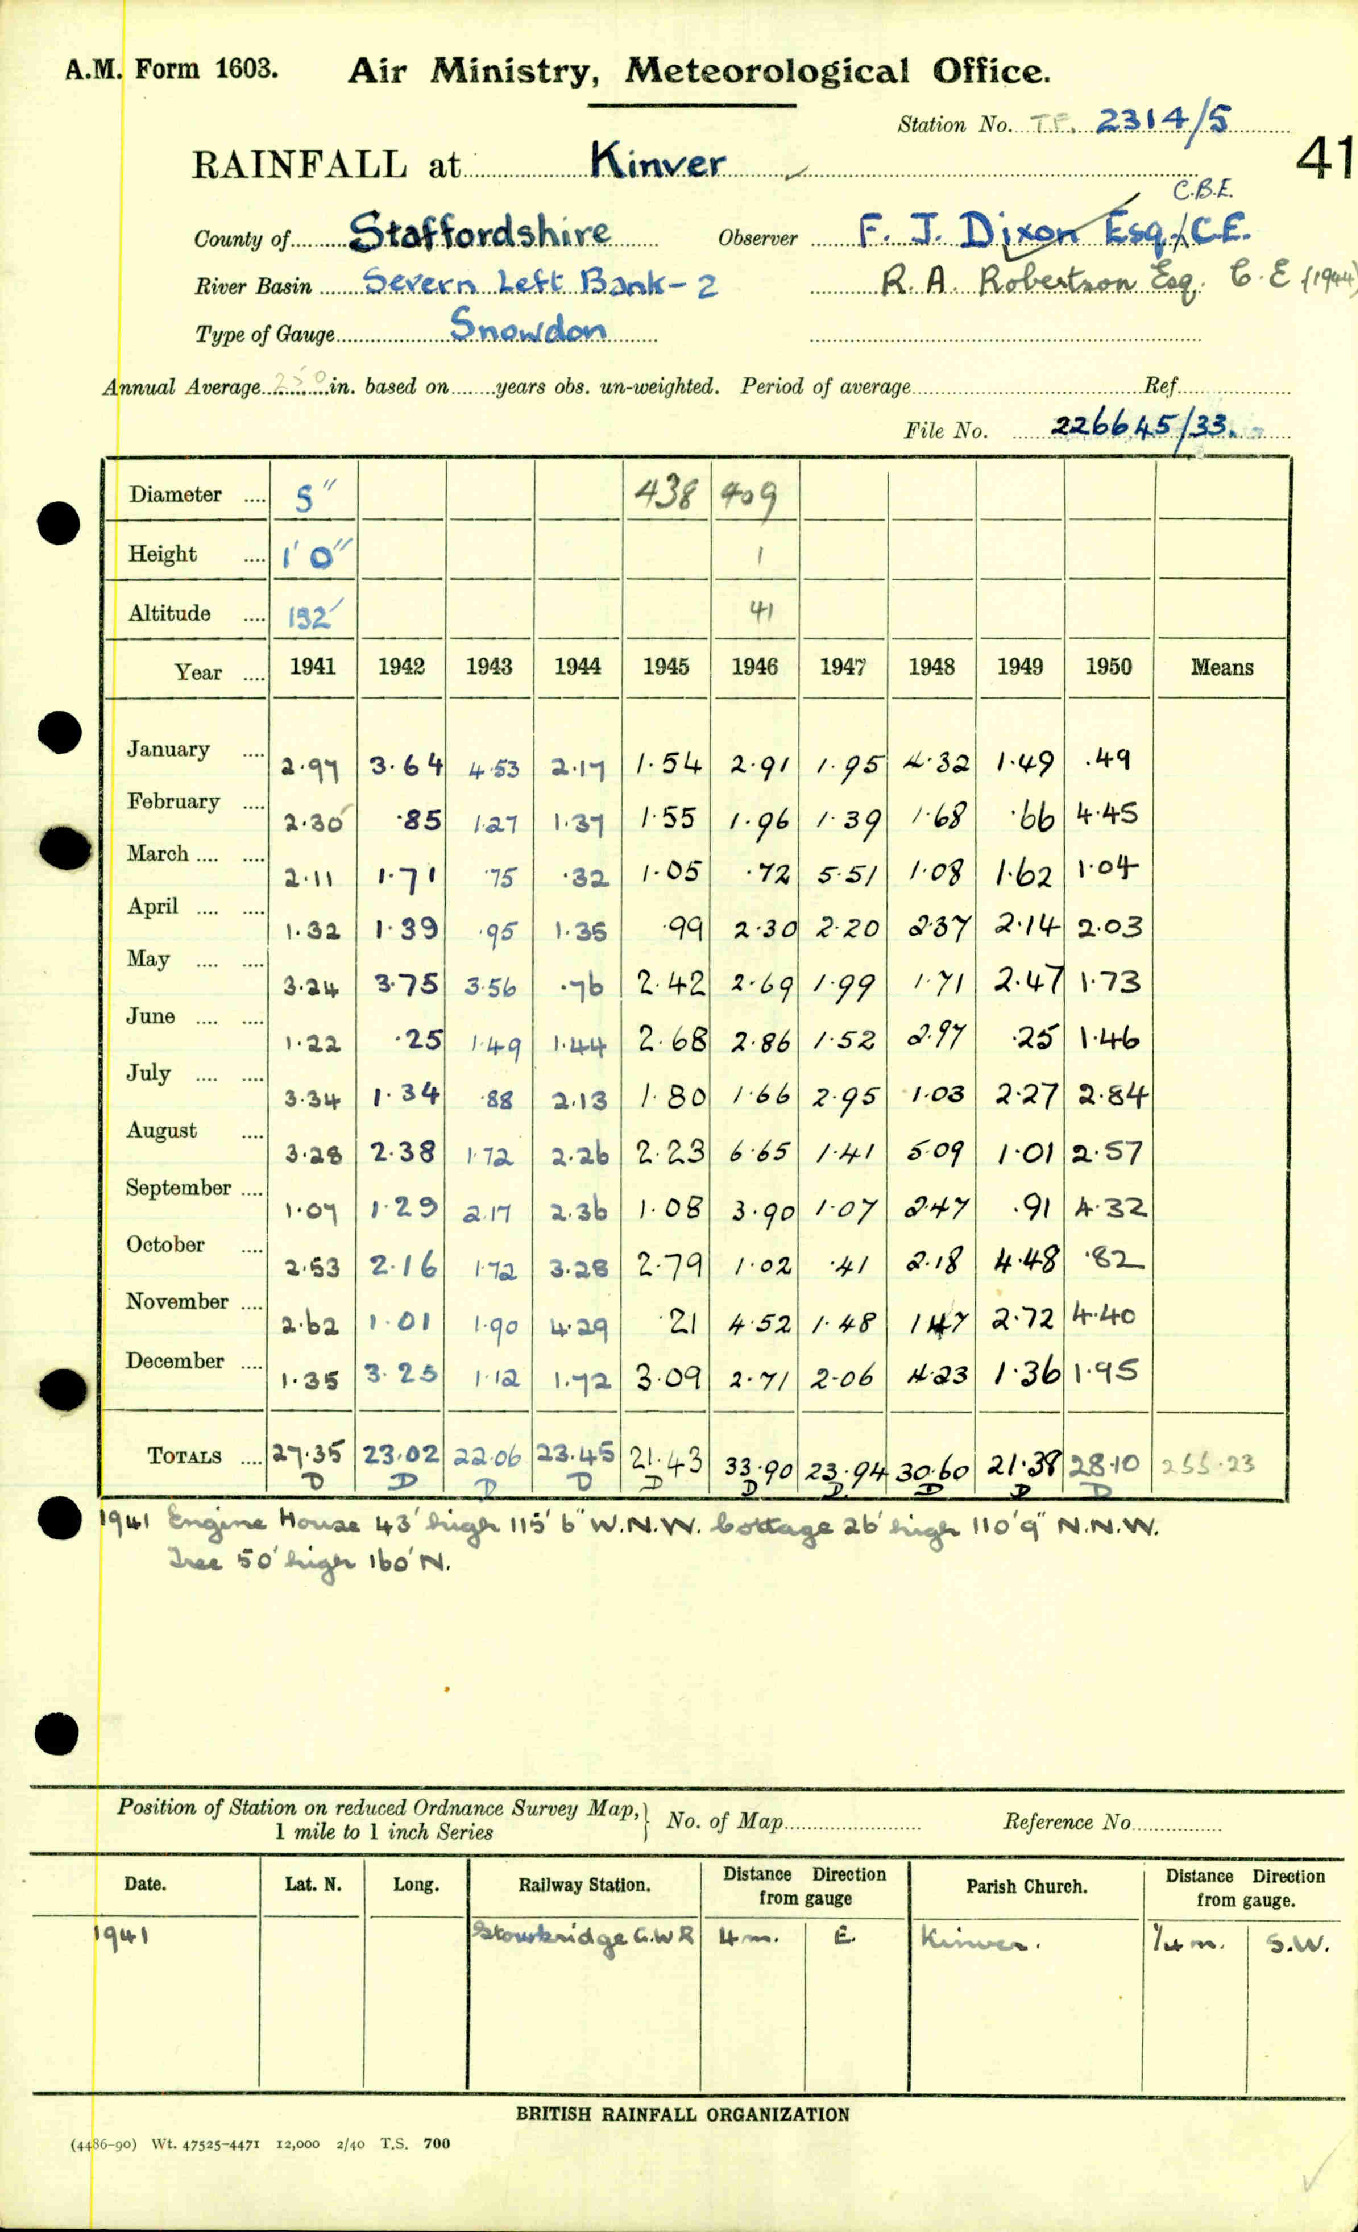 A.M. Form 1603. Air Ministry, Meteorological Office.
Station No. T.F. 2314/5
41
RAINFALL at Kinver
C.B.E.
County of Staffordshire Observer F. J. Dixon Esq. C.E.
River Basin Severn Left Bank - 2 R. A. Robertson Esq. C.E (1944)
Type of Gauge Snowdon
Annual Average in. based on years obs. un-weighted. Period of average Ref.
File No. 226645/33.
Diameter .... 5" 438 409
Height .... 1' 0" 1
Altitude .... 192' 41
Year .... 1941 1942 1943 1944 1945 1946 1947 1948 1949 1950 Means
January .... 2.97 3.64 4.53 2.17 1.54 2.91 1.95 4.32 1.49 .49
February .... 2.30 .85 1.27 1.37 1.55 1.96 1.39 1.68 .66 4.45
March .... .... 2.11 1.71 .75 .32 1.05 .72 5.51 1.08 1.62 1.04
April .... .... 1.32 1.39 .95 1.35 .99 2.30 2.20 2.37 2.14 2.03
May .... .... 3.24 3.75 3.56 .76 2.42 2.69 1.99 1.71 2.47 1.73
June .... .... 1.22 .25 1.49 1.44 2.68 2.86 1.52 2.97 .25 1.46
July .... .... 3.34 1.34 .88 2.13 1.80 1.66 2.95 1.03 2.27 2.84
August .... 3.28 2.38 1.72 2.26 2.23 6.65 1.41 5.09 1.01 2.57
September .... 1.07 1.29 2.17 2.36 1.08 3.90 1.07 2.47 .91 4.32
October .... 2.53 2.16 1.72 3.28 2.79 1.02 .41 2.18 4.48 .82
November .... 2.62 1.01 1.90 4.29 .21 4.52 1.48 1.47 2.72 4.40
December .... 1.35 3.25 1.12 1.72 3.09 2.71 2.06 4.23 1.36 1.95
TOTALS .... 27.35 23.02 22.06 23.45 21.43 33.90 23.94 30.60 21.38 28.10 255.23
D D D D D D D D D D
1941 Engine House 43' high 115' 6" W.N.W. Cottage 26' high 110' 9" N.N.W.
Tree 50' high 160' N.
Position of Station on reduced Ordnance Survey Map, 1 mile to 1 inch Series } No. of Map Reference No
Date. Lat. N. Long. Railway Station. Distance Direction from gauge Parish Church. Distance Direction from gauge.
1941 Stourbridge G.W.R 4 m. E. Kinver. 1/4 m. S.W.
BRITISH RAINFALL ORGANIZATION
(4486-90) Wt. 47525-4471 12,000 2/40 T.S. 700